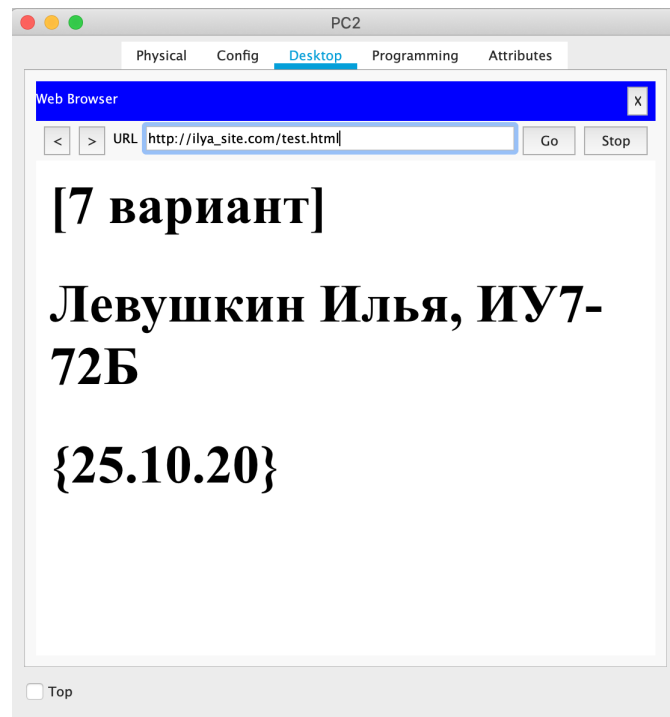 PC2
Physical Config Desktop Programming Attributes
Web Browser X
< > URL http://ilya_site.com/test.html Go Stop
[7 вариант]
Левушкин Илья, ИУ7-
72Б
{25.10.20}
Top